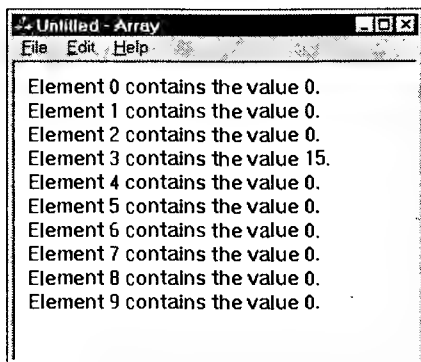 Untitled - Array
File Edit Help
Element 0 contains the value 0.
Element 1 contains the value 0.
Element 2 contains the value 0.
Element 3 contains the value 15.
Element 4 contains the value 0.
Element 5 contains the value 0.
Element 6 contains the value 0.
Element 7 contains the value 0.
Element 8 contains the value 0.
Element 9 contains the value 0.